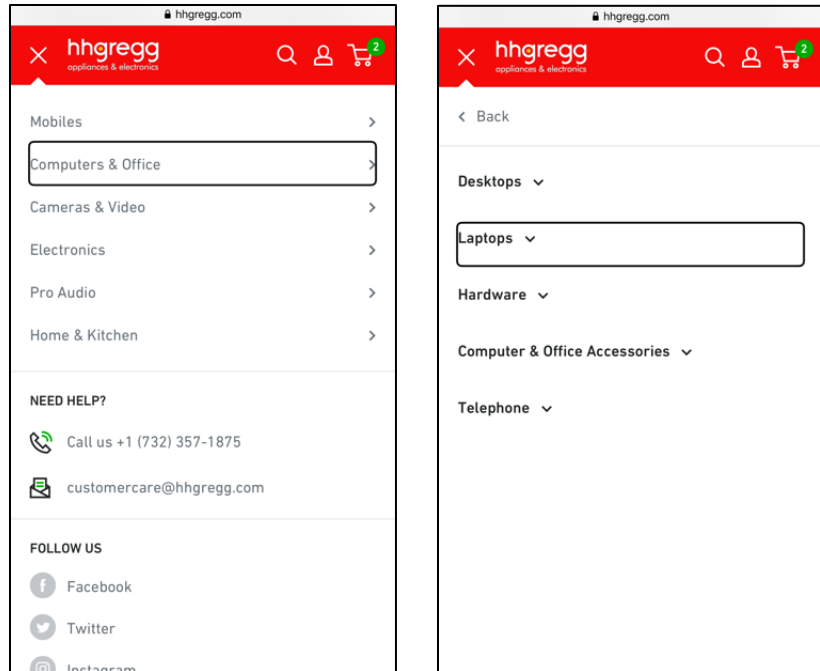 hhgregg.com
hhgregg
appliances & electronics
2
Mobiles
Computers & Office
Cameras & Video
Electronics
Pro Audio
Home & Kitchen
NEED HELP?
Call us +1 (732) 357-1875
customercare@hhgregg.com
FOLLOW US
Facebook
Twitter
Instagram
hhgregg.com
hhgregg
appliances & electronics
2
Back
Desktops
Laptops
Hardware
Computer & Office Accessories
Telephone